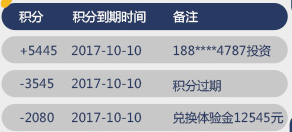 积分 积分到期时间 备注
+5445 2017-10-10 188****4787投资
-3545 2017-10-10 积分过期
-2080 2017-10-10 兑换体验金12545元